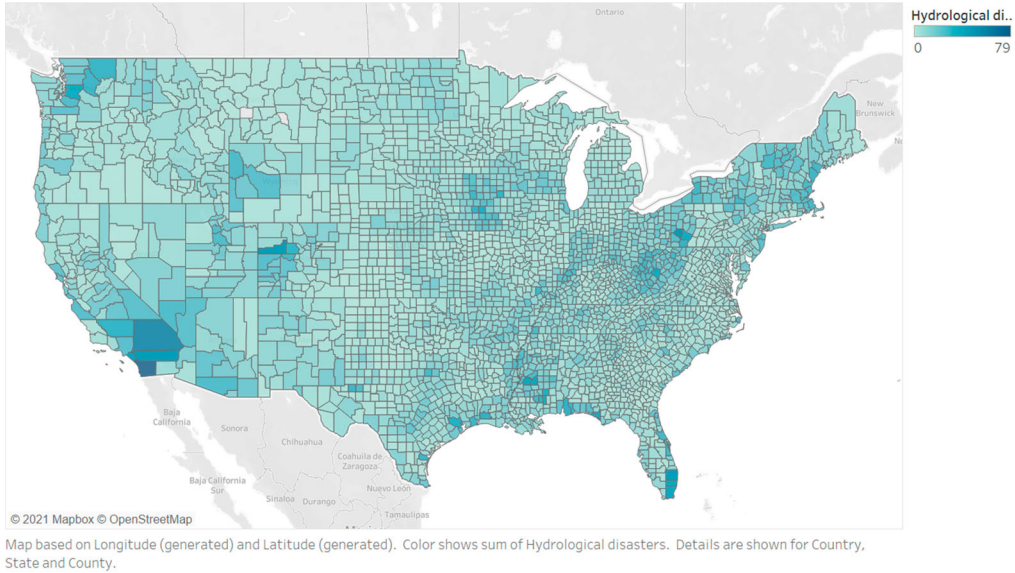 Ontario
Hydrological di..
0 79
New
Brunswick
Baja
California
Sonora
Chihuahua
Coahuila de
Zaragoza
Baja California
Sur
Nuevo León
Sinaloa
Durango
Tamaulipas
© 2021 Mapbox © OpenStreetMap
Map based on Longitude (generated) and Latitude (generated). Color shows sum of Hydrological disasters. Details are shown for Country,
State and County.